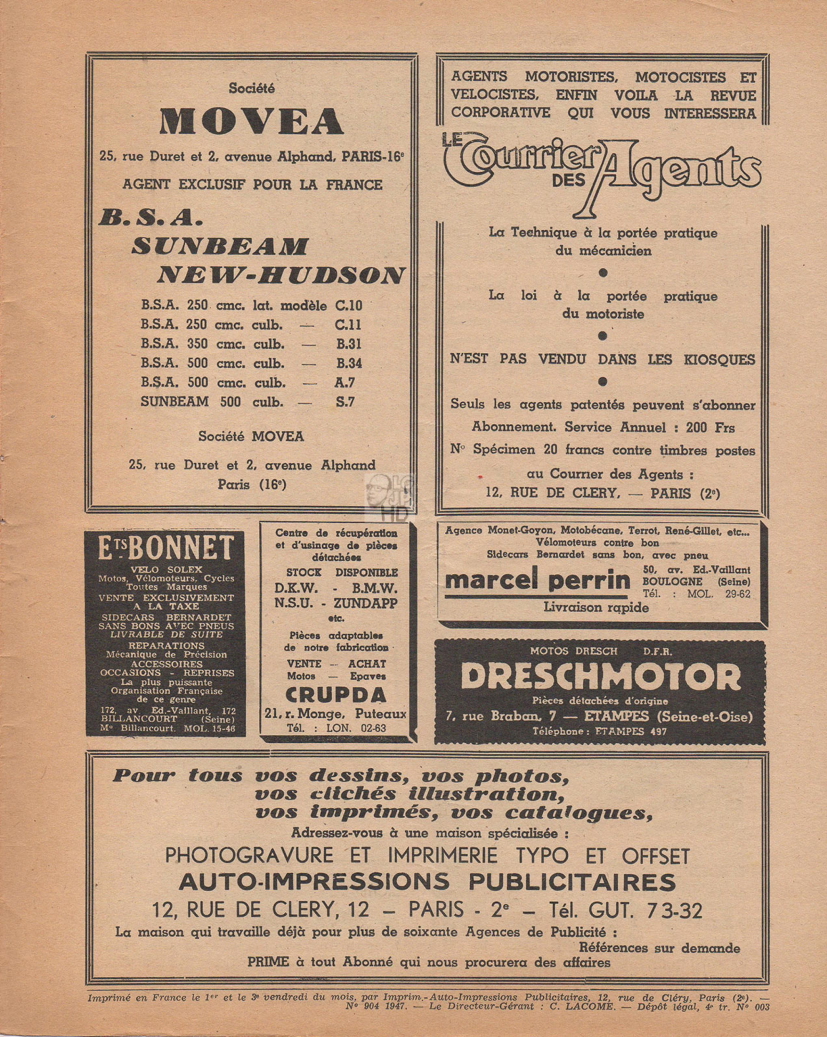 Société
MOVEA
25, rue Duret et 2, avenue Alphand, PARIS-16e
AGENT EXCLUSIF POUR LA FRANCE
B.S.A.
SUNBEAM
NEW-HUDSON
B.S.A. 250 cmc. lat. modèle C.10
B.S.A. 250 cmc. culb. — C.11
B.S.A. 350 cmc. culb. — B.31
B.S.A. 500 cmc. culb. — B.34
B.S.A. 500 cmc. culb. — A.7
SUNBEAM 500 culb. — S.7
Société MOVEA
25, rue Duret et 2, avenue Alphand
Paris (16e)
AGENTS MOTORISTES, MOTOCISTES ET
VELOCISTES, ENFIN VOILA LA REVUE
CORPORATIVE QUI VOUS INTERESSERA
LE Courrier
DES Agents
La Technique à la portée pratique
du mécanicien
●
La loi à la portée pratique
du motoriste
●
N'EST PAS VENDU DANS LES KIOSQUES
●
Seuls les agents patentés peuvent s'abonner
Abonnement. Service Annuel : 200 Frs
No Spécimen 20 francs contre timbres postes
au Courrier des Agents :
12, RUE DE CLERY, — PARIS (2e)
ETS BONNET
VELO SOLEX
Motos, Vélomoteurs, Cycles
Toutes Marques
VENTE EXCLUSIVEMENT
A LA TAXE
SIDECARS BERNARDET
SANS BONS AVEC PNEUS
LIVRABLE DE SUITE
REPARATIONS
Mécanique de Précision
ACCESSOIRES
OCCASIONS - REPRISES
La plus puissante
Organisation Française
de ce genre
172, av Ed.-Vaillant, 172
BILLANCOURT (Seine)
Mo Billancourt. MOL. 15-46
Centre de récupération
et d'usinage de pièces
détachées
STOCK DISPONIBLE
D.K.W. - B.M.W.
N.S.U. - ZUNDAPP
etc.
Pièces adaptables
de notre fabrication
VENTE — ACHAT
Motos — Epaves
CRUPDA
21, r. Monge, Puteaux
Tél. : LON. 02-63
Agence Monet-Goyon, Motobécane, Terrot, René-Gillet, etc...
Vélomoteurs contre bon
Sidecars Bernardet sans bon, avec pneu
marcel perrin
50, av. Ed.-Vaillant
BOULOGNE (Seine)
Tél. : MOL. 29-62
Livraison rapide
MOTOS DRESCH D.F.R.
DRESCHMOTOR
Pièces détachées d'origine
7, rue Braban, 7 — ETAMPES (Seine-et-Oise)
Téléphone : ETAMPES 497
Pour tous vos dessins, vos photos,
vos clichés illustration,
vos imprimés, vos catalogues,
Adressez-vous à une maison spécialisée :
PHOTOGRAVURE ET IMPRIMERIE TYPO ET OFFSET
AUTO-IMPRESSIONS PUBLICITAIRES
12, RUE DE CLERY, 12 — PARIS - 2e — Tél. GUT. 73-32
La maison qui travaille déjà pour plus de soixante Agences de Publicité :
Références sur demande
PRIME à tout Abonné qui nous procurera des affaires
Imprimé en France le 1er et le 3e vendredi du mois, par Imprim.-Auto-Impressions Publicitaires, 12, rue de Cléry, Paris (2e). —
No 904 1947. — Le Directeur-Gérant : C. LACOME. — Dépôt légal, 4e tr. No 003